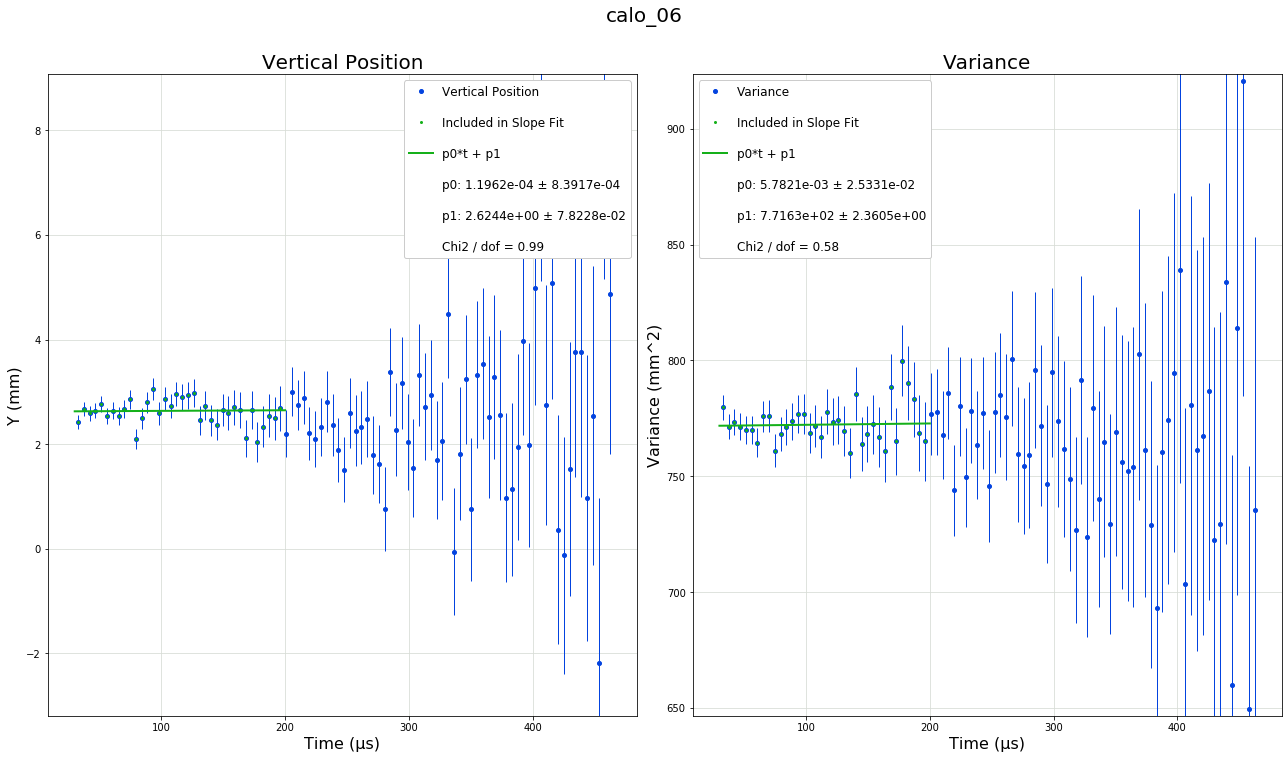 calo_06
Vertical Position
Vertical Position
Included in Slope Fit
p0*t + p1
p0: 1.1962e-04 ± 8.3917e-04
p1: 2.6244e+00 ± 7.8228e-02
Chi2 / dof = 0.99
8
6
4
2
0
−2
Y (mm)
100 200 300 400
Time (μs)
Variance
Variance
Included in Slope Fit
p0*t + p1
p0: 5.7821e-03 ± 2.5331e-02
p1: 7.7163e+02 ± 2.3605e+00
Chi2 / dof = 0.58
900
850
800
750
700
650
Variance (mm^2)
100 200 300 400
Time (μs)